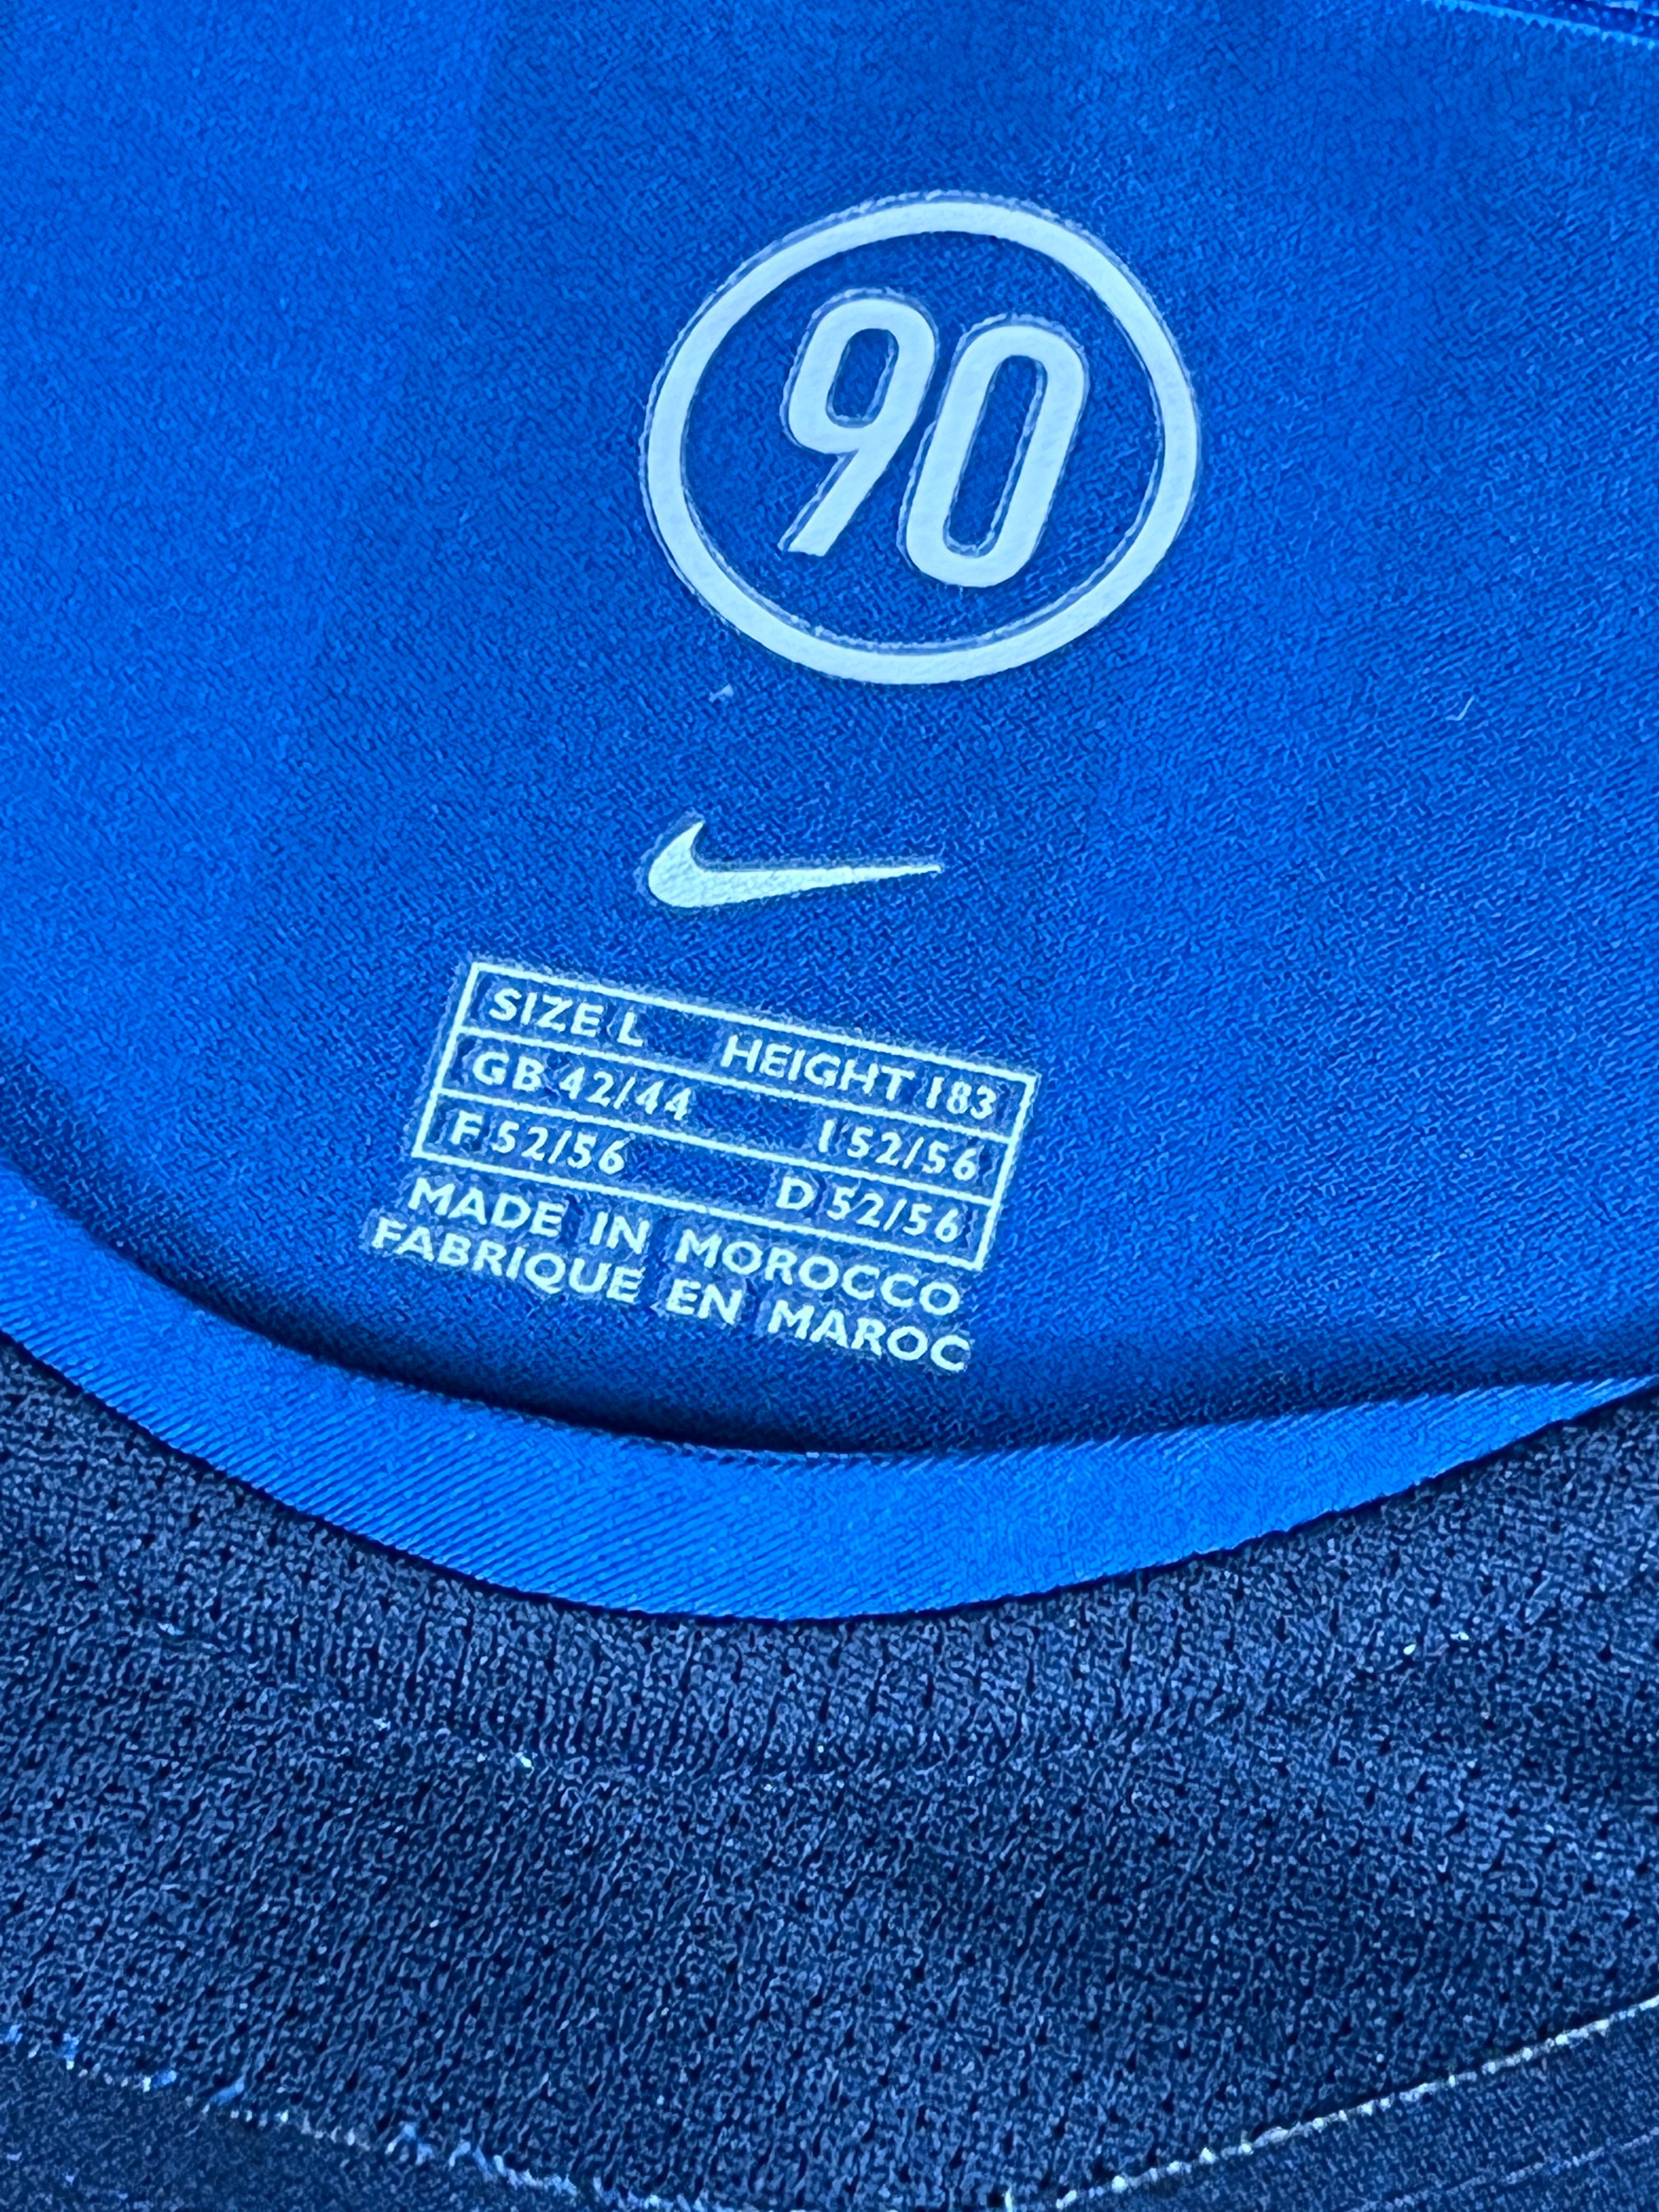 90
SIZE L HEIGHT 183
GB 42/44 I 52/56
F 52/56 D 52/56
MADE IN MOROCCO
FABRIQUE EN MAROC